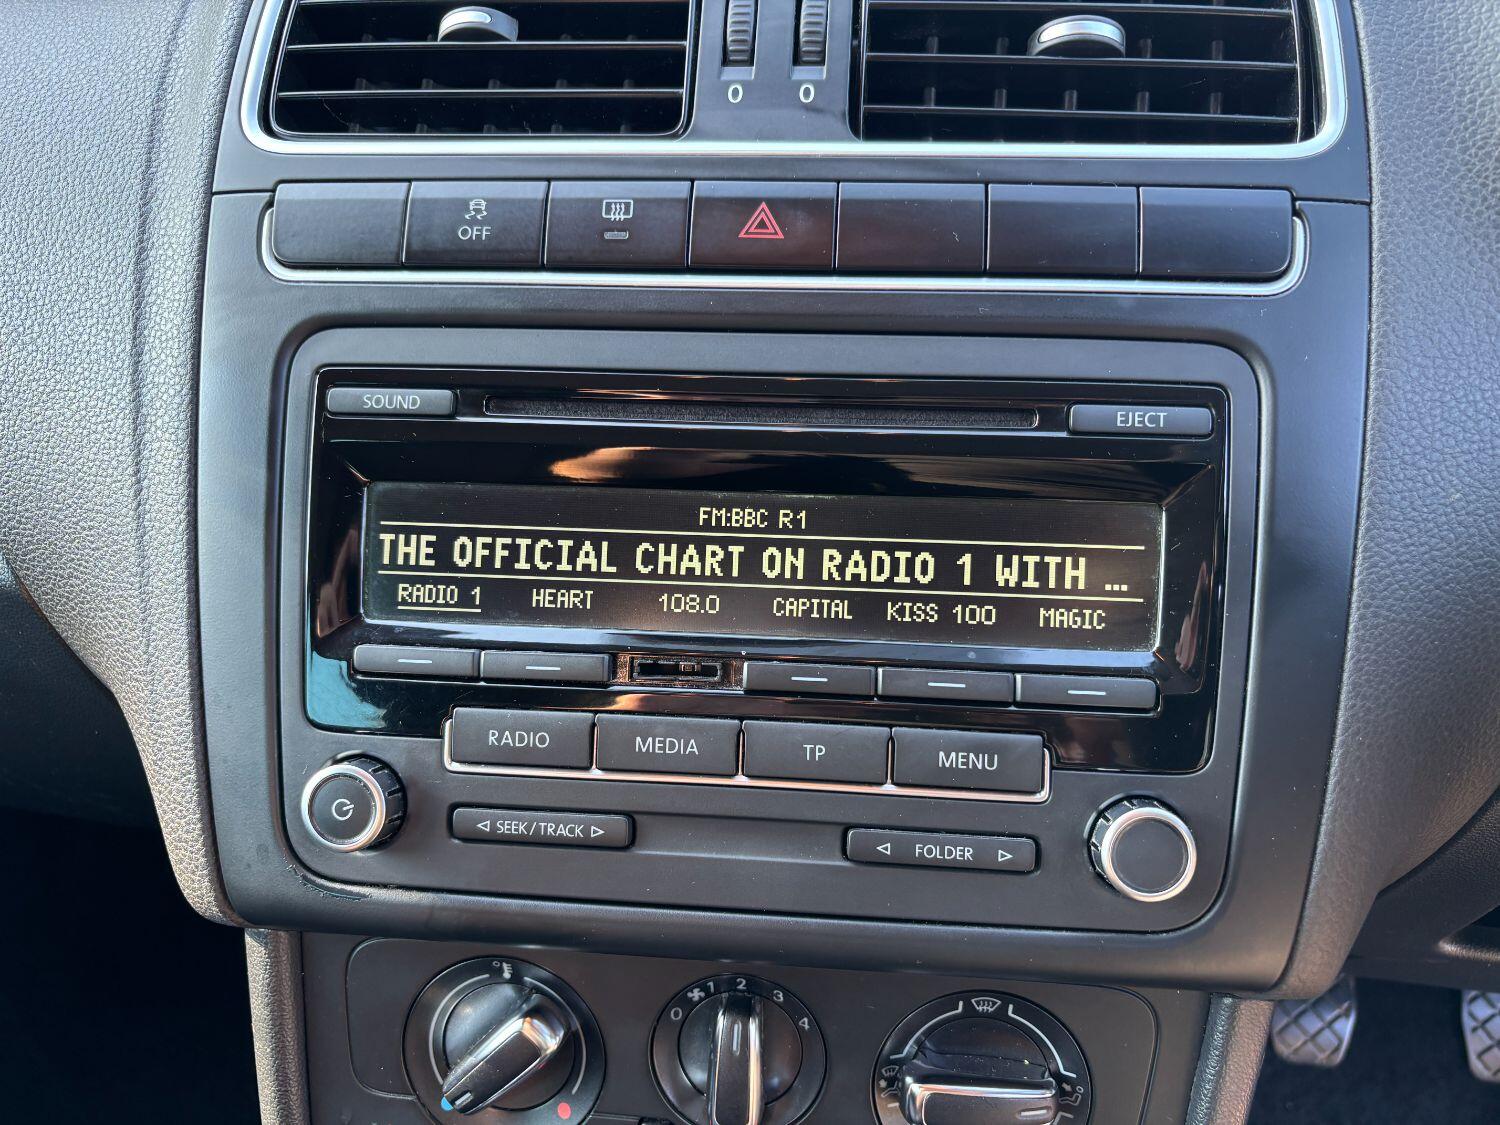 0 0
OFF
SOUND
EJECT
FM:BBC R1
THE OFFICIAL CHART ON RADIO 1 WITH ...
RADIO 1 HEART 108.0 CAPITAL KISS 100 MAGIC
RADIO MEDIA TP MENU
SEEK / TRACK
FOLDER
0 1 2 3 4